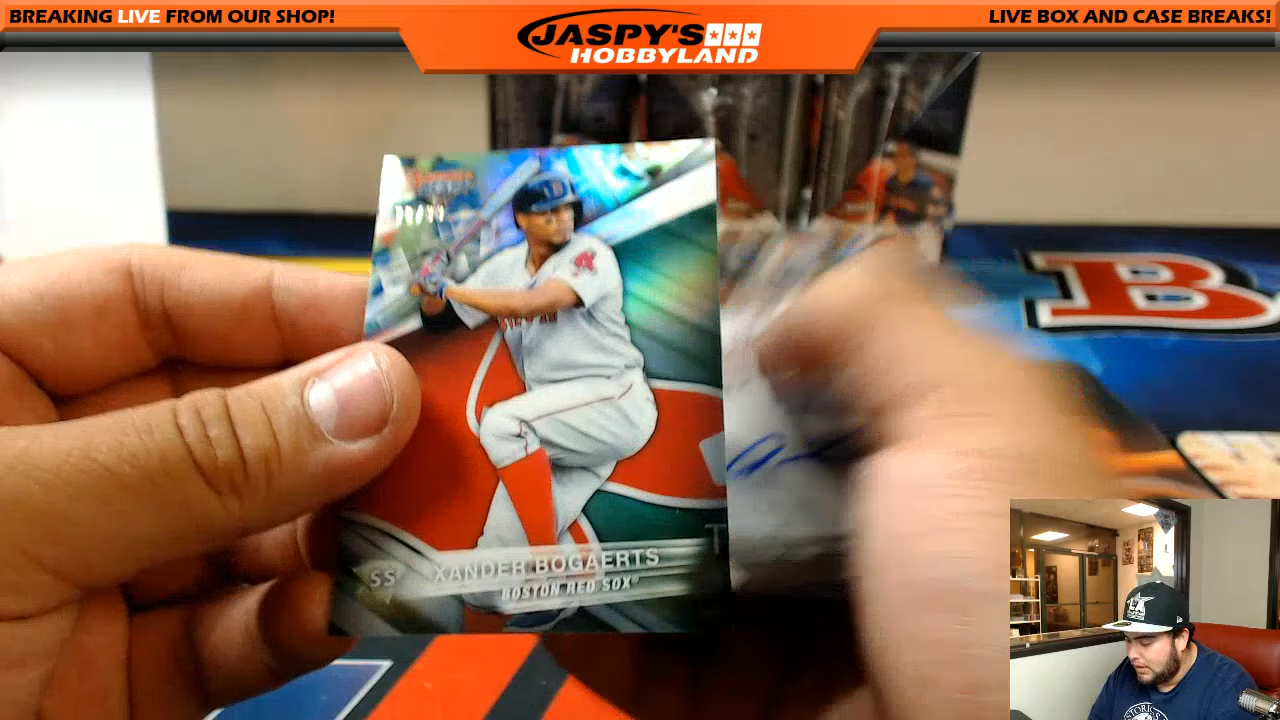 BREAKING LIVE FROM OUR SHOP!
JASPY'S
HOBBYLAND
LIVE BOX AND CASE BREAKS!
B
SS XANDER BOGAERTS
BOSTON RED SOX